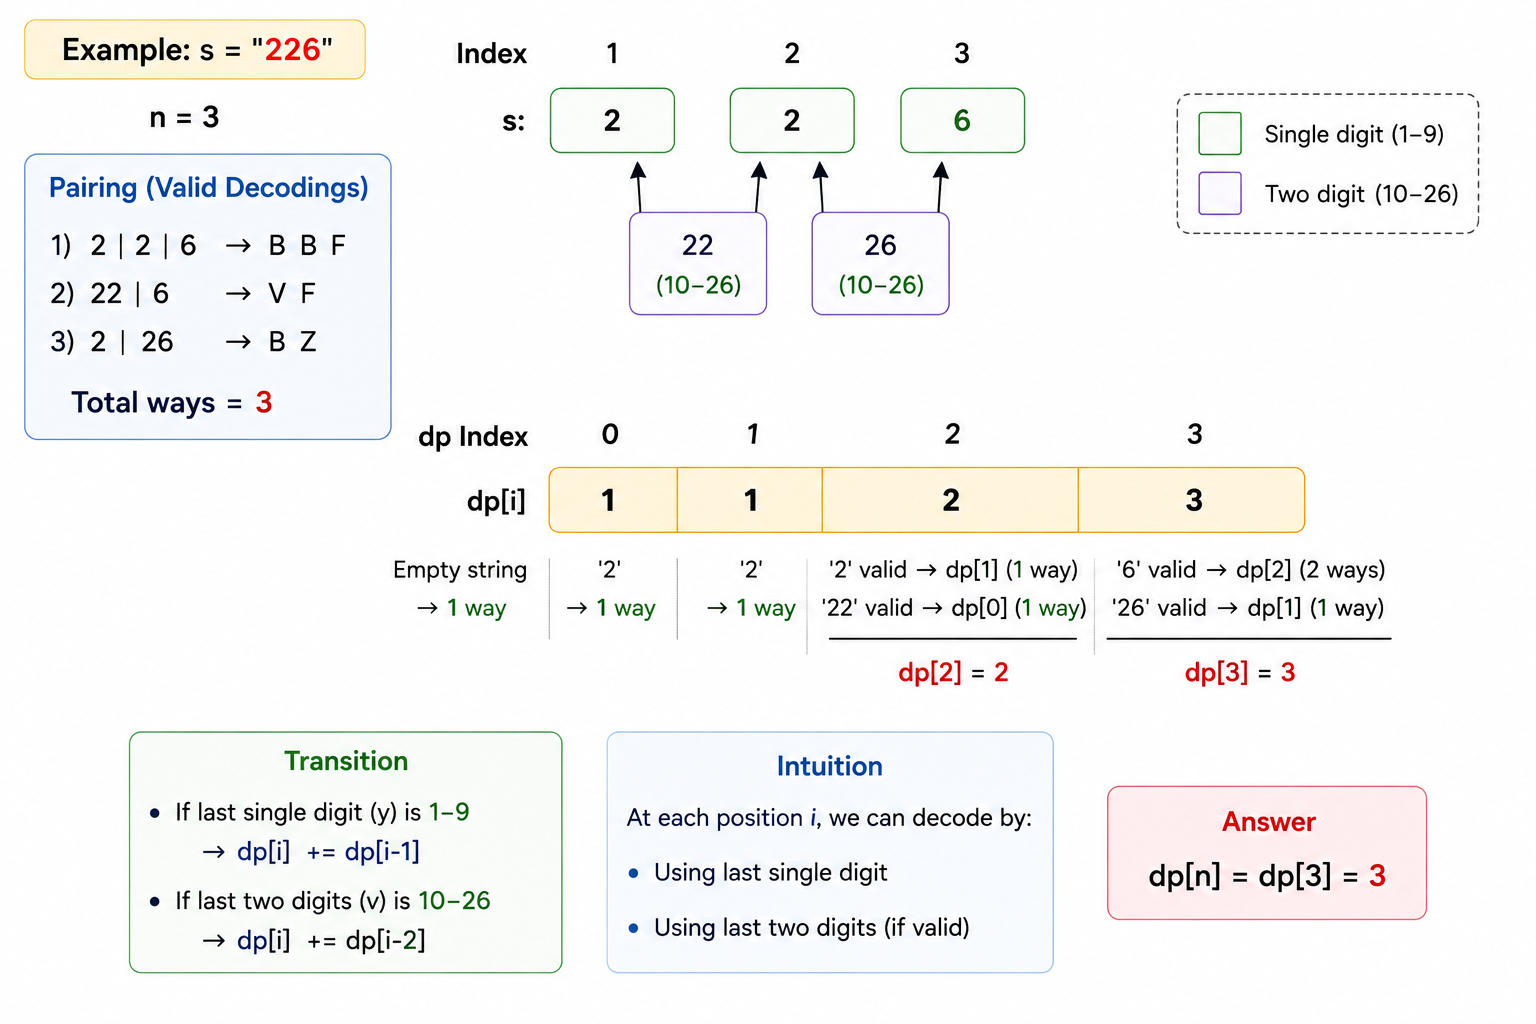 Example: s = "226"
n = 3
Pairing (Valid Decodings)
1) 2 | 2 | 6 → B B F
2) 22 | 6 → V F
3) 2 | 26 → B Z
Total ways = 3
Index 1 2 3
s: 2 2 6
22 26
(10–26) (10–26)
Single digit (1–9)
Two digit (10–26)
dp Index 0 1 2 3
dp[i] 1 1 2 3
Empty string '2' '2' '2' valid → dp[1] (1 way) '6' valid → dp[2] (2 ways)
→ 1 way → 1 way → 1 way '22' valid → dp[0] (1 way) '26' valid → dp[1] (1 way)
dp[2] = 2 dp[3] = 3
Transition
• If last single digit (y) is 1–9
→ dp[i] += dp[i-1]
• If last two digits (v) is 10–26
→ dp[i] += dp[i-2]
Intuition
At each position i, we can decode by:
• Using last single digit
• Using last two digits (if valid)
Answer
dp[n] = dp[3] = 3